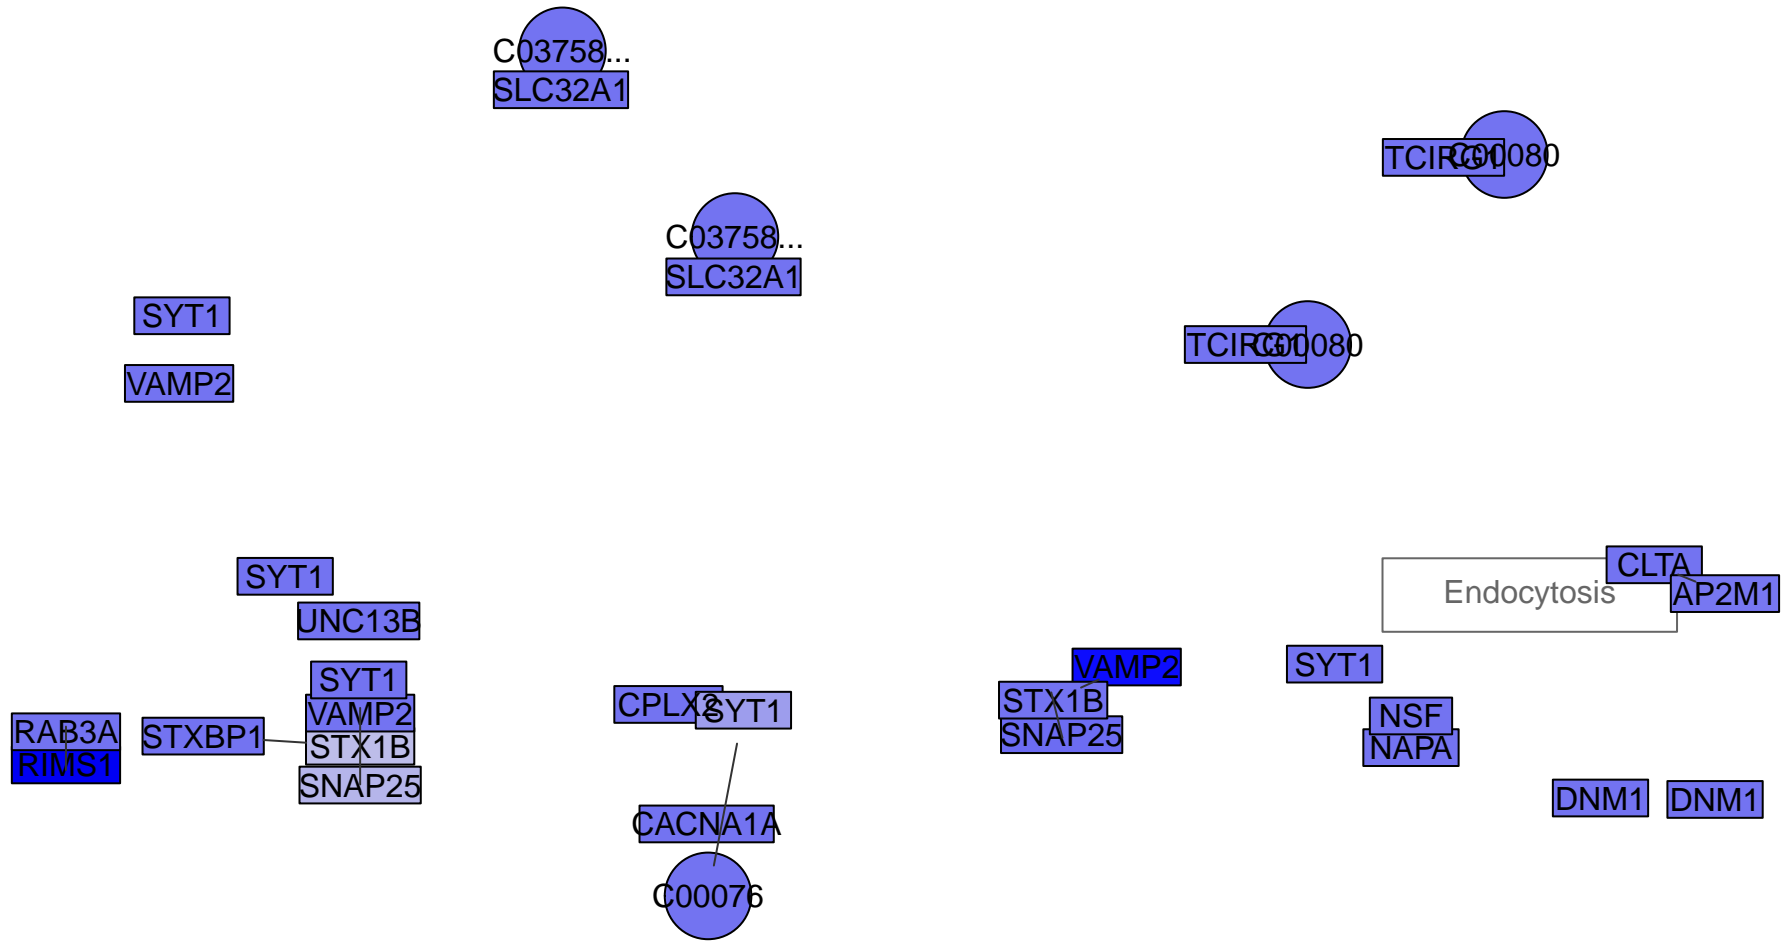 C03758...
SLC32A1
TCIRG1
C00080
C03758...
SLC32A1
SYT1
TCIRG1
C00080
VAMP2
SYT1
CLTA
Endocytosis
AP2M1
UNC13B
SYT1
VAMP2
SYT1
CPLX2
SYT1
STX1B
VAMP2
NSF
RAB3A
STXBP1
STX1B
SNAP25
NAPA
RIMS1
SNAP25
DNM1
DNM1
CACNA1A
C00076